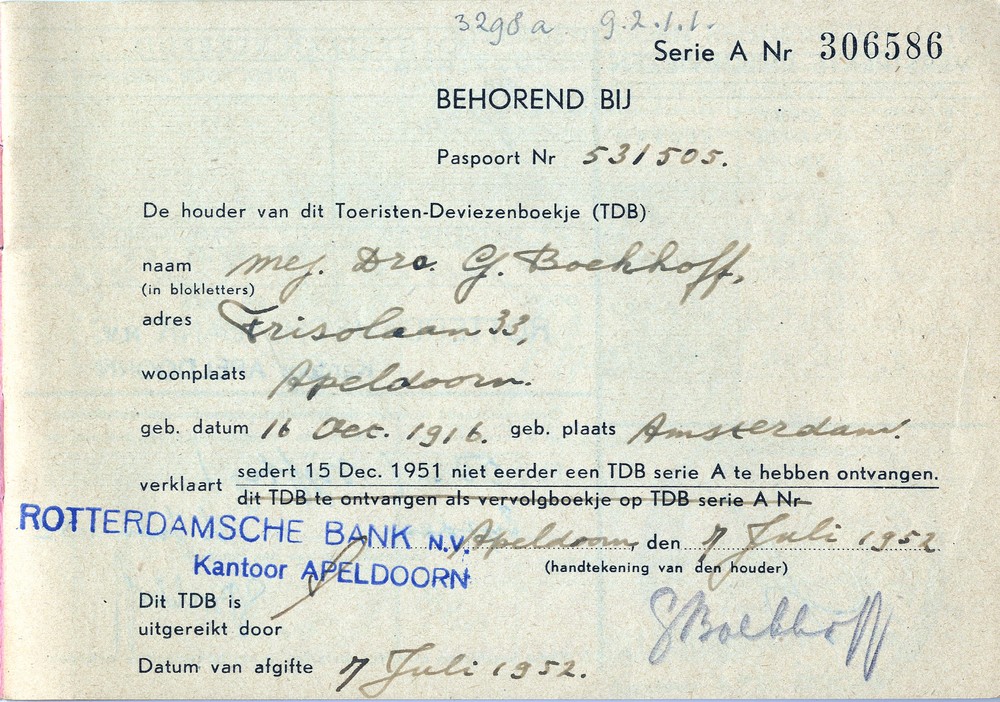 3298a 9.2.1.1.
Serie A Nr 306586
BEHOREND BIJ
Paspoort Nr 531505.
De houder van dit Toeristen-Deviezenboekje (TDB)
naam mej. Dra. G. Boekhoff,
(in blokletters)
adres Frisolaan 33,
woonplaats Apeldoorn.
geb. datum 16 Oct. 1916. geb. plaats Amsterdam.
verklaart sedert 15 Dec. 1951 niet eerder een TDB serie A te hebben ontvangen.
dit TDB te ontvangen als vervolgboekje op TDB serie A Nr
ROTTERDAMSCHE BANK N.V.
Apeldoorn, den 7 Juli 1952
Kantoor APELDOORN
(handtekening van den houder)
Dit TDB is
uitgereikt door
GBoekhoff
Datum van afgifte 7 Juli 1952.